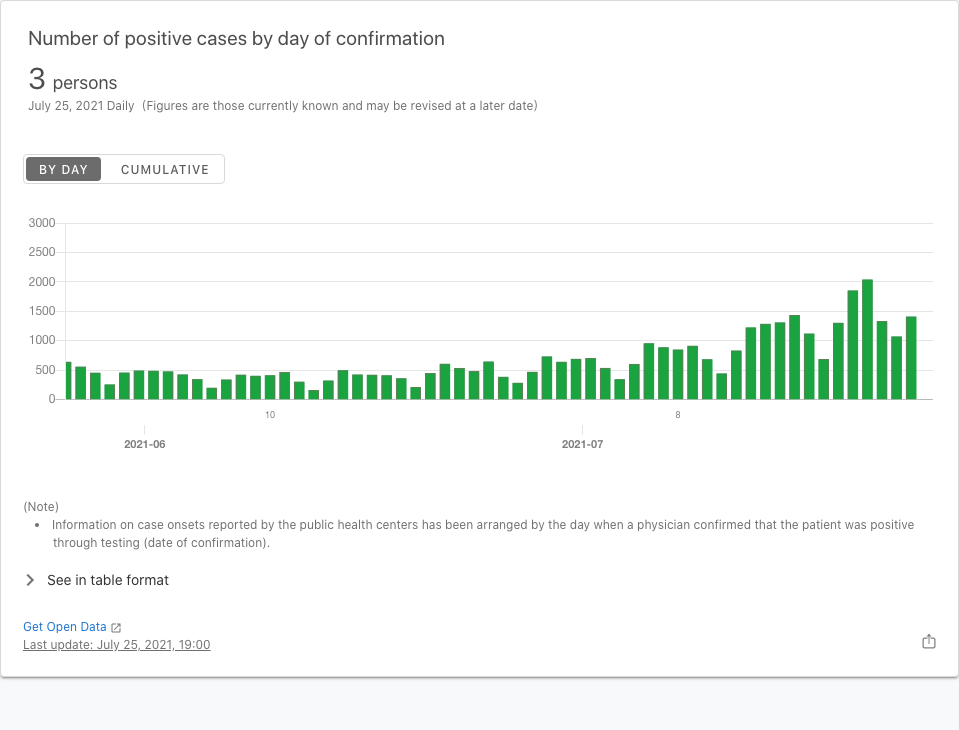 Number of positive cases by day of confirmation
3 persons
July 25, 2021 Daily (Figures are those currently known and may be revised at a later date)
BY DAY CUMULATIVE
3000
2500
2000
1500
1000
500
0
10 8
2021-06 2021-07
(Note)
• Information on case onsets reported by the public health centers has been arranged by the day when a physician confirmed that the patient was positive
through testing (date of confirmation).
See in table format
Get Open Data
Last update: July 25, 2021, 19:00